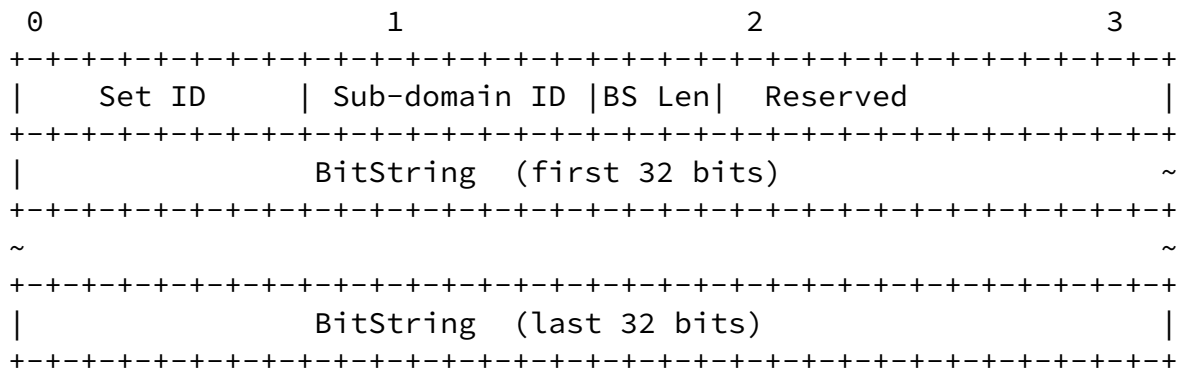 0 1 2 3
+-+-+-+-+-+-+-+-+-+-+-+-+-+-+-+-+-+-+-+-+-+-+-+-+-+-+-+-+-+-+-+-+
| Set ID | Sub-domain ID |BS Len| Reserved |
+-+-+-+-+-+-+-+-+-+-+-+-+-+-+-+-+-+-+-+-+-+-+-+-+-+-+-+-+-+-+-+-+
| BitString (first 32 bits) ~
+-+-+-+-+-+-+-+-+-+-+-+-+-+-+-+-+-+-+-+-+-+-+-+-+-+-+-+-+-+-+-+-+
~ ~
+-+-+-+-+-+-+-+-+-+-+-+-+-+-+-+-+-+-+-+-+-+-+-+-+-+-+-+-+-+-+-+-+
| BitString (last 32 bits) |
+-+-+-+-+-+-+-+-+-+-+-+-+-+-+-+-+-+-+-+-+-+-+-+-+-+-+-+-+-+-+-+-+